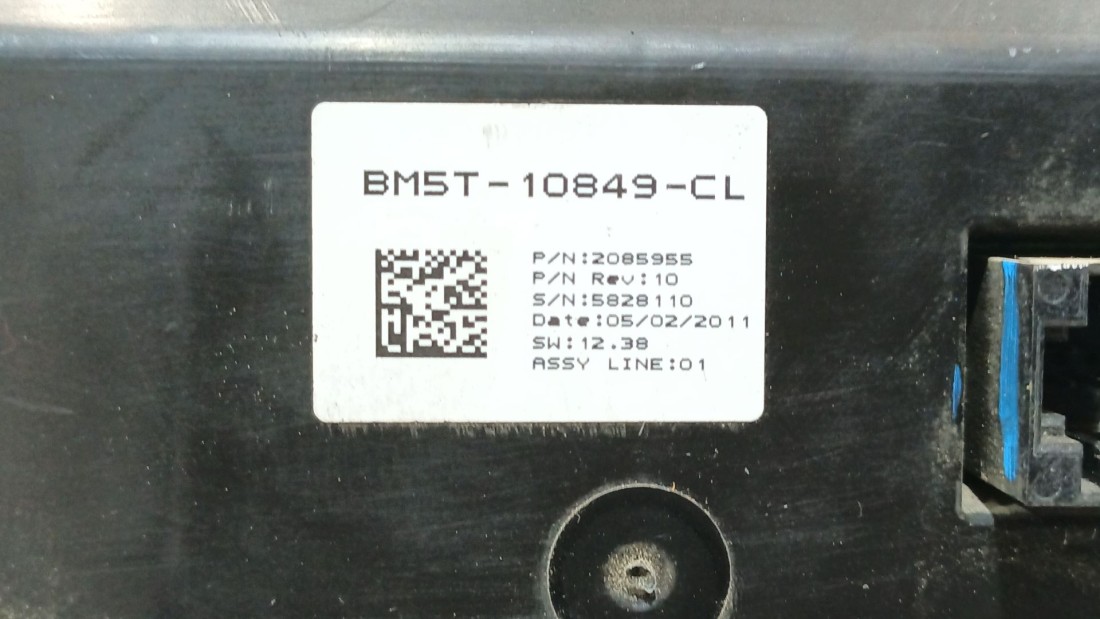 BM5T-10849-CL
P/N:2085955
P/N Rev:10
S/N:5828110
Date:05/02/2011
SW:12.38
ASSY LINE:01